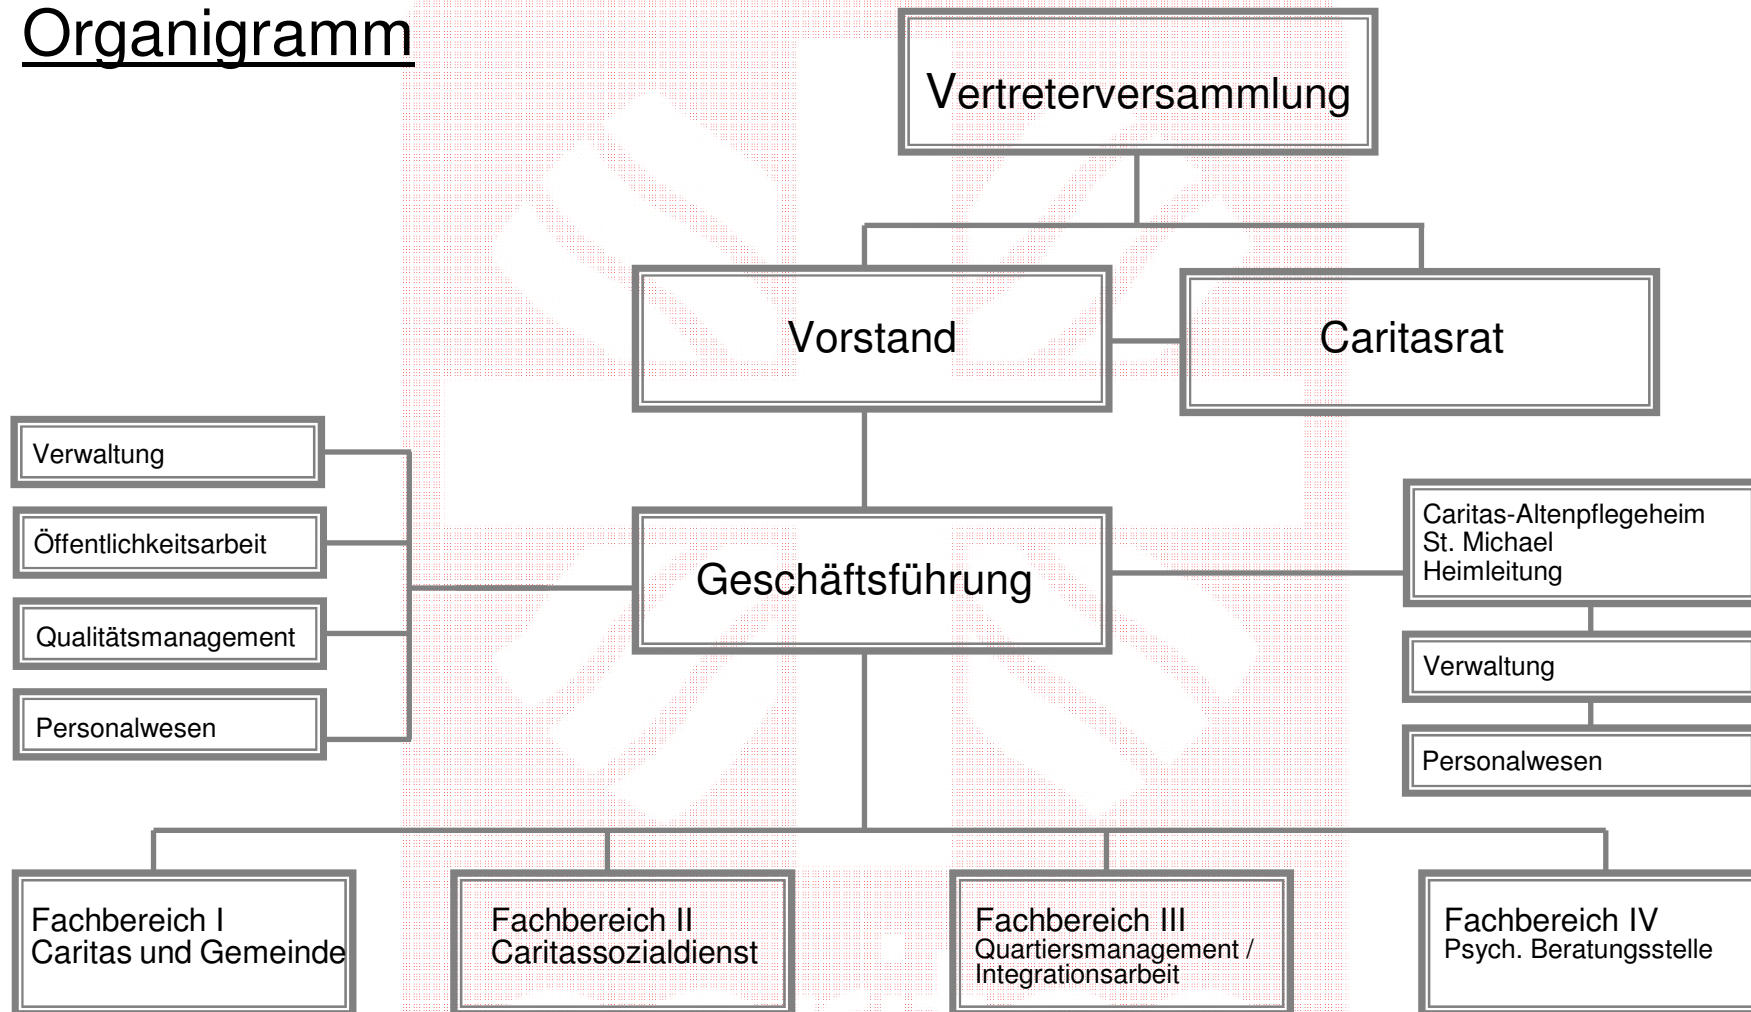 Organigramm
Vertreterversammlung
Vorstand
Caritasrat
Verwaltung
Öffentlichkeitsarbeit
Qualitätsmanagement
Personalwesen
Geschäftsführung
Caritas-Altenpflegeheim
St. Michael
Heimleitung
Verwaltung
Personalwesen
Fachbereich I
Caritas und Gemeinde
Fachbereich II
Caritassozialdienst
Fachbereich III
Quartiersmanagement /
Integrationsarbeit
Fachbereich IV
Psych. Beratungsstelle